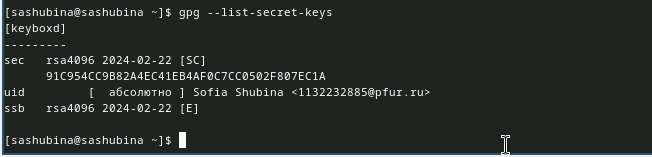 [sashubina@sashubina ~]$ gpg --list-secret-keys
[keyboxd]
---------
sec   rsa4096 2024-02-22 [SC]
      91C954CC9B82A4EC41EB4AF0C7CC0502F807EC1A
uid         [  абсолютно ] Sofia Shubina <1132232885@pfur.ru>
ssb   rsa4096 2024-02-22 [E]
[sashubina@sashubina ~]$